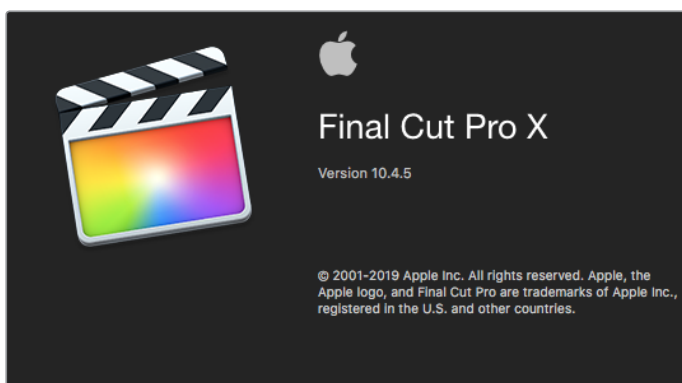 Final Cut Pro X
Version 10.4.5
© 2001-2019 Apple Inc. All rights reserved. Apple, the
Apple logo, and Final Cut Pro are trademarks of Apple Inc.,
registered in the U.S. and other countries.